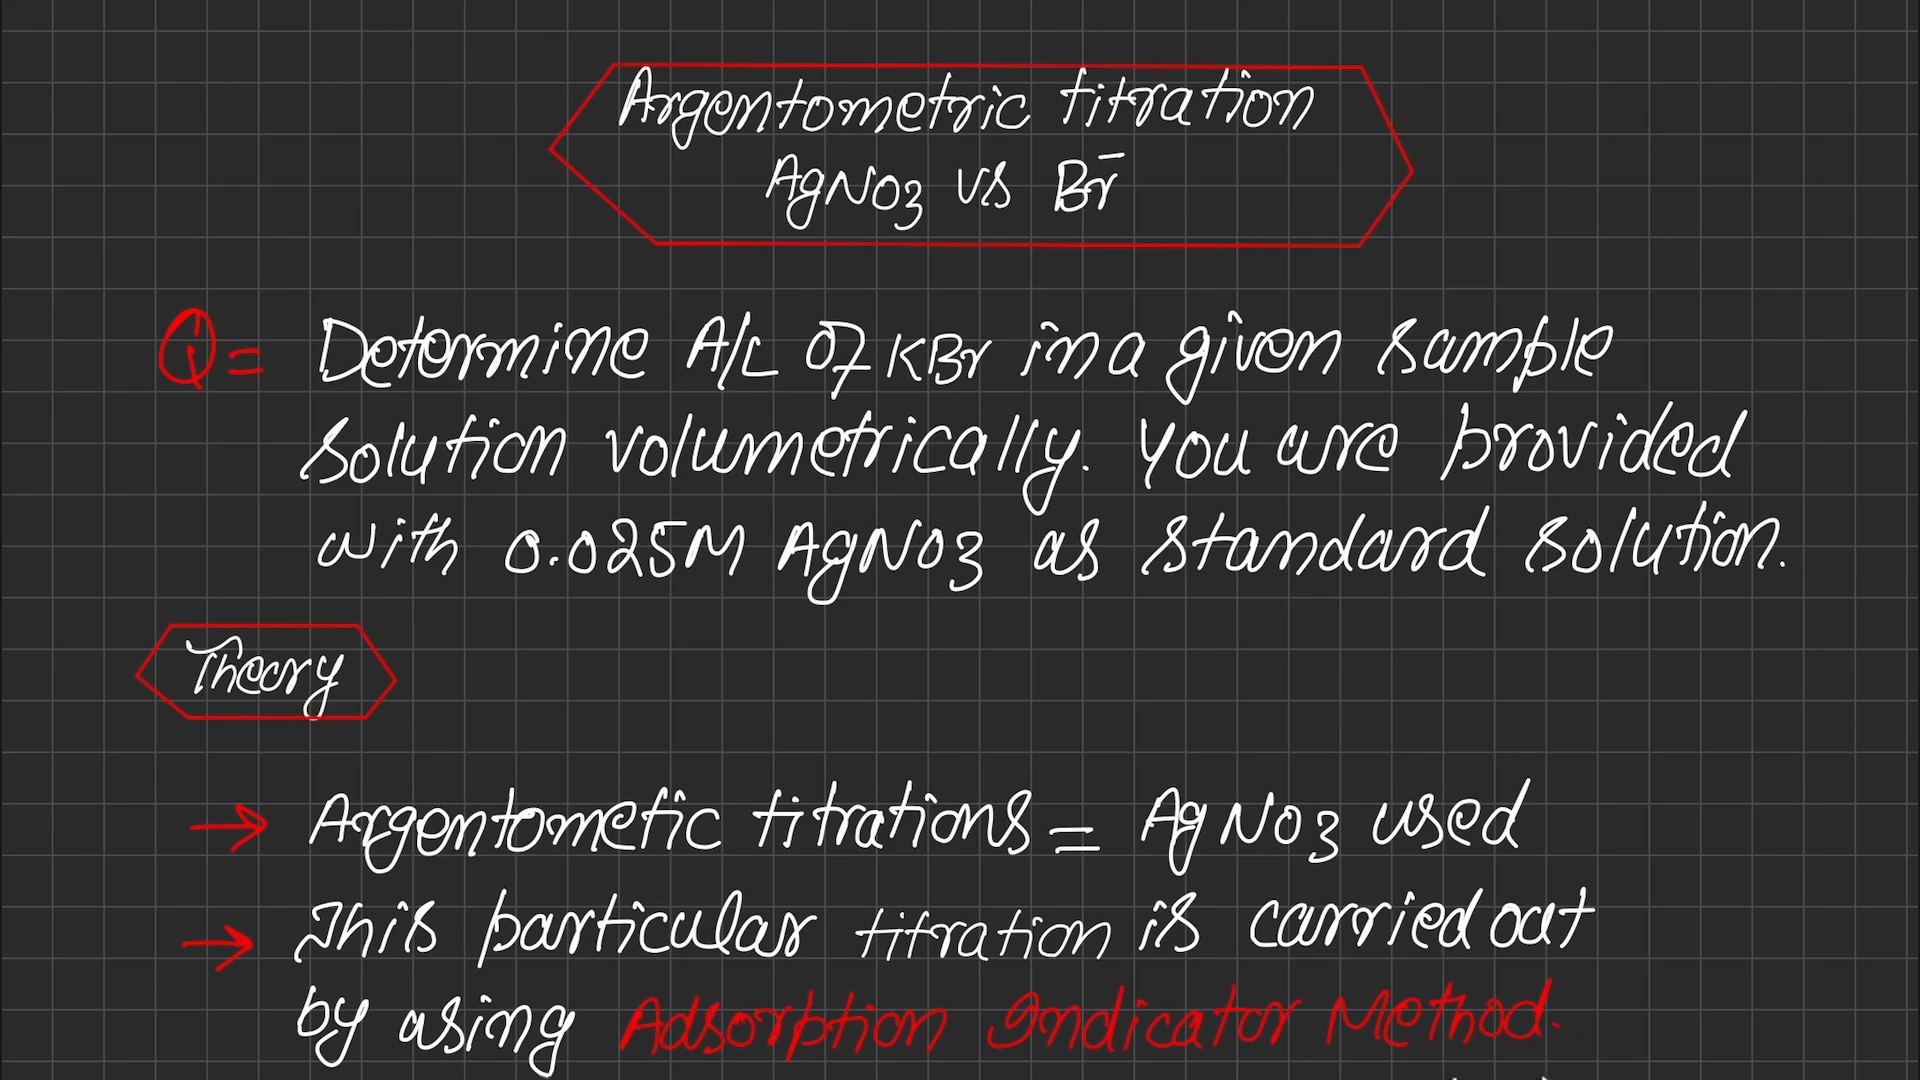 Argentometric titration
AgNO3 vs Br⁻
Q= Determine A/L of KBr in a given sample
solution volumetrically. You are provided
with 0.025M AgNO3 as standard solution.
Theory
→ Argentometic titrations = AgNO3 used
→ This particular titration is carried out
by using Adsorption Indicator Method.